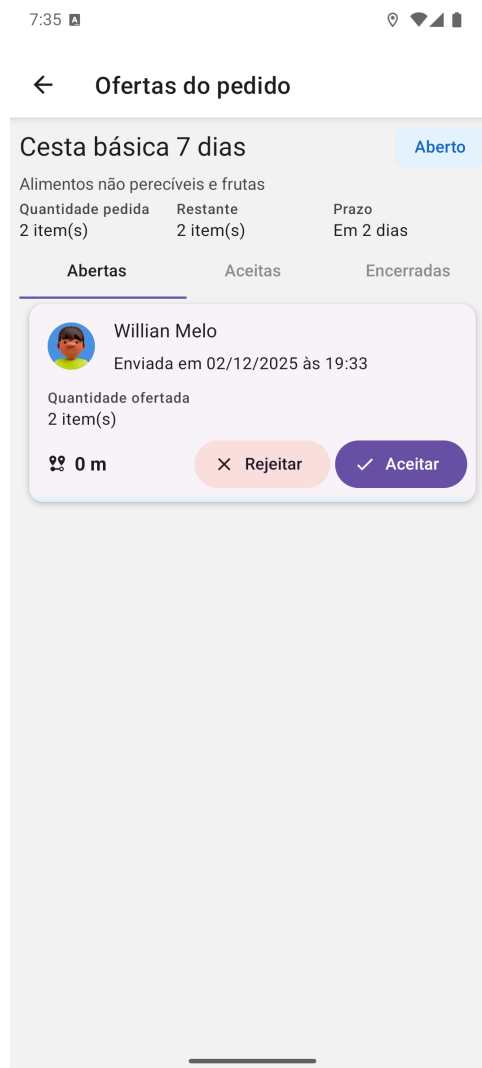 7:35 A
Ofertas do pedido
Cesta básica 7 dias
Aberto
Alimentos não perecíveis e frutas
Quantidade pedida Restante Prazo
2 item(s) 2 item(s) Em 2 dias
Abertas Aceitas Encerradas
Willian Melo
Enviada em 02/12/2025 às 19:33
Quantidade ofertada
2 item(s)
0 m Rejeitar Aceitar